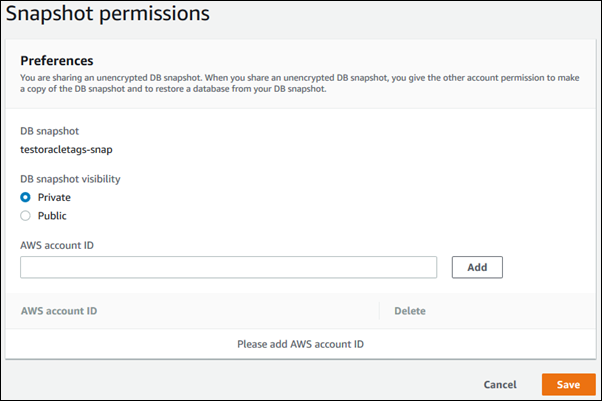 Snapshot permissions
Preferences
You are sharing an unencrypted DB snapshot. When you share an unencrypted DB snapshot, you give the other account permission to make
a copy of the DB snapshot and to restore a database from your DB snapshot.
DB snapshot
testoracletags-snap
DB snapshot visibility
Private
Public
AWS account ID
Add
AWS account ID Delete
Please add AWS account ID
Cancel Save